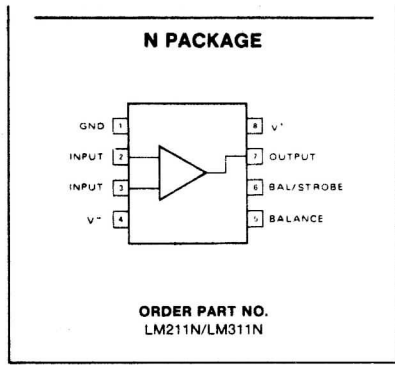 N PACKAGE
GND 1
8 V+
INPUT 2
7 OUTPUT
INPUT 3
6 BAL/STROBE
V- 4
5 BALANCE
ORDER PART NO.
LM211N/LM311N